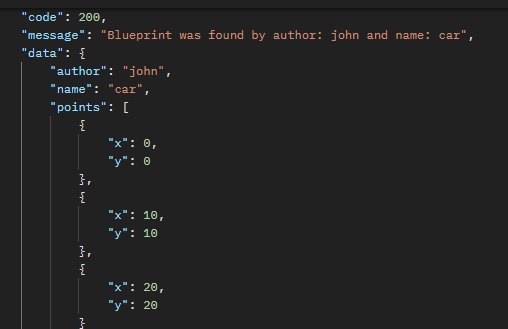 "code": 200,
"message": "Blueprint was found by author: john and name: car",
"data": {
"author": "john",
"name": "car",
"points": [
{
"x": 0,
"y": 0
},
{
"x": 10,
"y": 10
},
{
"x": 20,
"y": 20
}